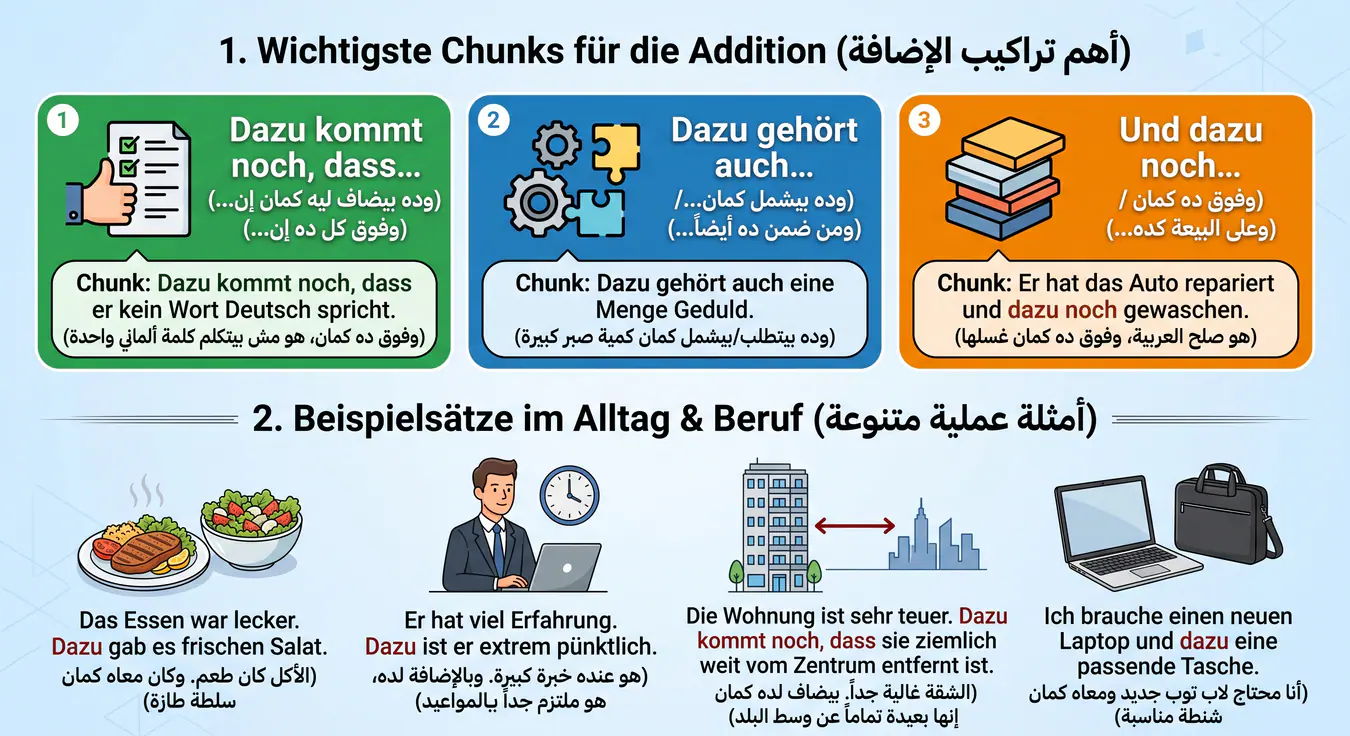 1. Wichtigste Chunks für die Addition (أهم تراكيب الإضافة)
1
Dazu kommt
noch, dass...
(وده بيضاف ليه كمان إن...)
(وفوق كل ده إن...)
Chunk: Dazu kommt noch, dass
er kein Wort Deutsch spricht.
(وفوق ده كمان، هو مش بيتكلم كلمة ألماني واحدة)
2
Dazu gehört
auch...
(وده بيشمل كمان.../
ومن ضمن ده أيضاً...)
Chunk: Dazu gehört auch eine
Menge Geduld.
(وده بيتطلب/بيشمل كمان كمية صبر كبيرة)
3
Und dazu
noch...
(وفوق ده كمان /
وعلى البيعة كده...)
Chunk: Er hat das Auto repariert
und dazu noch gewaschen.
(هو صلح العربية، وفوق ده كمان غسلها)
2. Beispielsätze im Alltag & Beruf (أمثلة عملية متنوعة)
Das Essen war lecker.
Dazu gab es frischen Salat.
(الأكل كان طعم. وكان معاه كمان
سلطة طازة)
Er hat viel Erfahrung.
Dazu ist er extrem pünktlich.
(هو عنده خبرة كبيرة. وبالإضافة لده،
هو ملتزم جداً بالمواعيد)
Die Wohnung ist sehr teuer. Dazu
kommt noch, dass sie ziemlich
weit vom Zentrum entfernt ist.
(الشقة غالية جداً. بيضاف لده كمان
إنها بعيدة تماماً عن وسط البلد)
Ich brauche einen neuen
Laptop und dazu eine
passende Tasche.
(أنا محتاج لاب توب جديد ومعاه كمان
شنطة مناسبة)